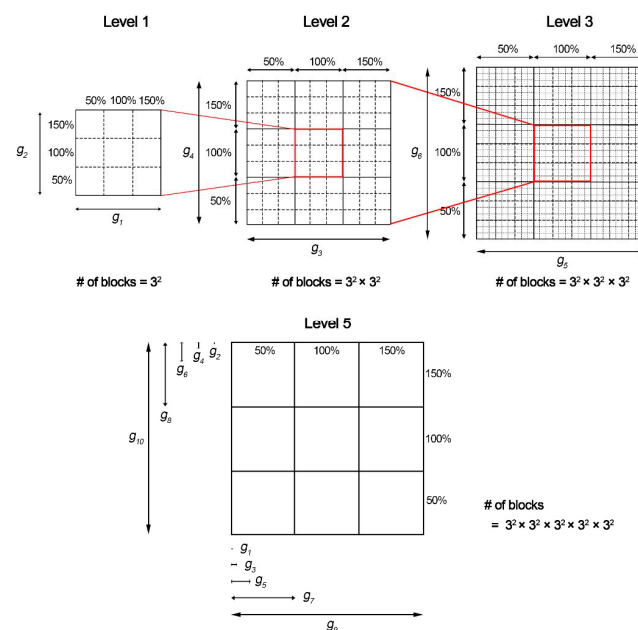 Level 1
Level 2
Level 3
50% 100% 150%
50% 100% 150%
50% 100% 150%
150%
100%
50%
g2
g1
150%
100%
50%
g4
g3
150%
100%
50%
g6
g5
# of blocks = 3²
# of blocks = 3² × 3²
# of blocks = 3² × 3² × 3²
Level 5
50% 100% 150%
g2
g4
g6
g8
g10
150%
100%
50%
g1
g3
g5
g7
g9
# of blocks
= 3² × 3² × 3² × 3² × 3²